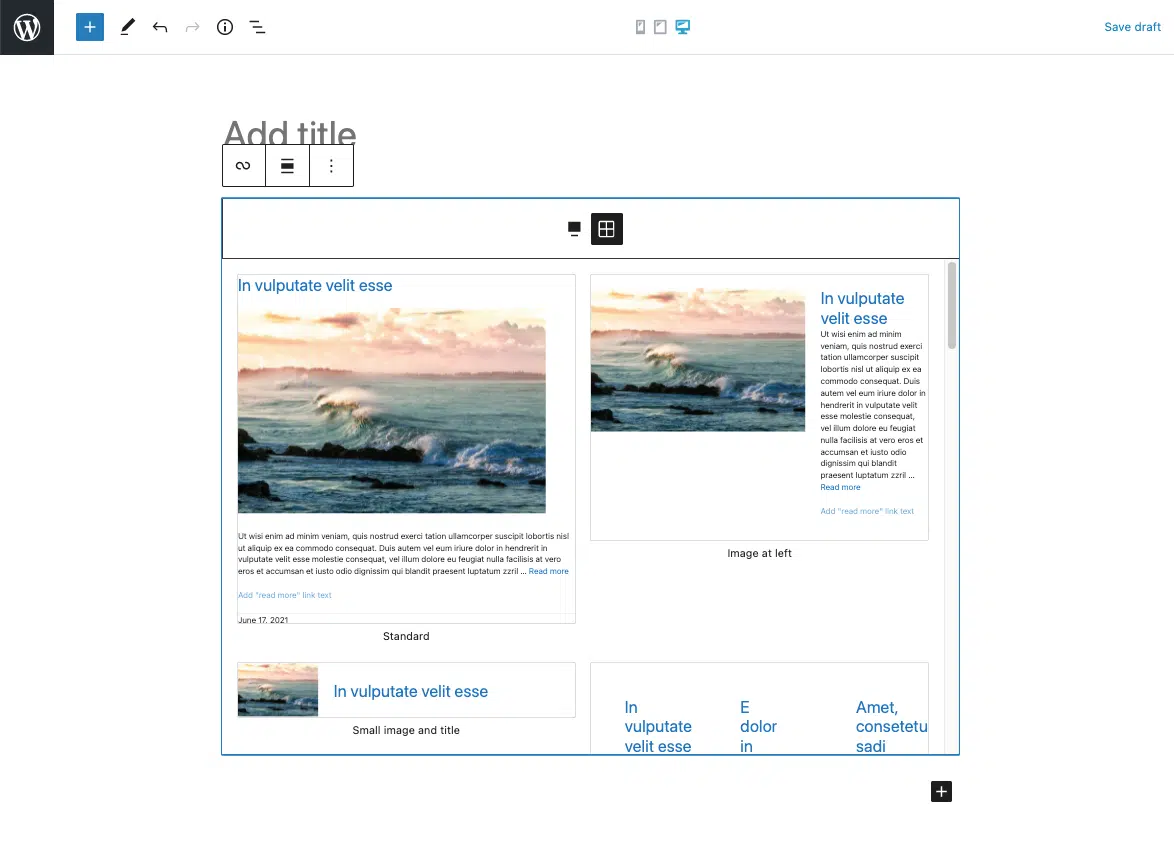 Save draft
Add title
In vulputate velit esse
Ut wisi enim ad minim veniam, quis nostrud exerci tation ullamcorper suscipit lobortis nisl
ut aliquip ex ea commodo consequat. Duis autem vel eum iriure dolor in hendrerit in
vulputate velit esse molestie consequat, vel illum dolore eu feugiat nulla facilisis at vero
eros et accumsan et iusto odio dignissim qui blandit praesent luptatum zzril ... Read more
Add "read more" link text
June 17, 2021
Standard
In vulputate
velit esse
Ut wisi enim ad minim
veniam, quis nostrud exerci
tation ullamcorper suscipit
lobortis nisl ut aliquip ex ea
commodo consequat. Duis
autem vel eum iriure dolor in
hendrerit in vulputate velit
esse molestie consequat,
vel illum dolore eu feugiat
nulla facilisis at vero eros et
accumsan et iusto odio
dignissim qui blandit
praesent luptatum zzril ...
Read more
Add "read more" link text
Image at left
In vulputate velit esse
Small image and title
In
vulputate
velit esse
E
dolor
in
Amet,
consetetu
sadi